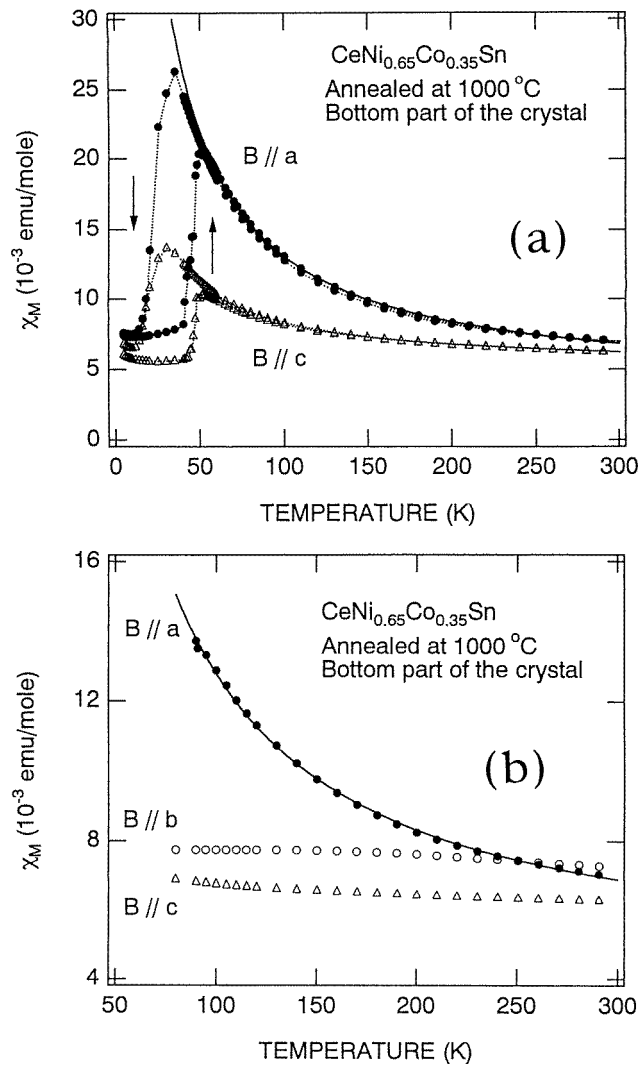 30
25
20
15
10
5
0
χM (10⁻³ emu/mole)
CeNi0.65Co0.35Sn
Annealed at 1000 °C
Bottom part of the crystal
B // a
(a)
B // c
0 50 100 150 200 250 300
TEMPERATURE (K)
16
12
8
4
χM (10⁻³ emu/mole)
CeNi0.65Co0.35Sn
Annealed at 1000 °C
Bottom part of the crystal
B // a
(b)
B // b
B // c
50 100 150 200 250 300
TEMPERATURE (K)